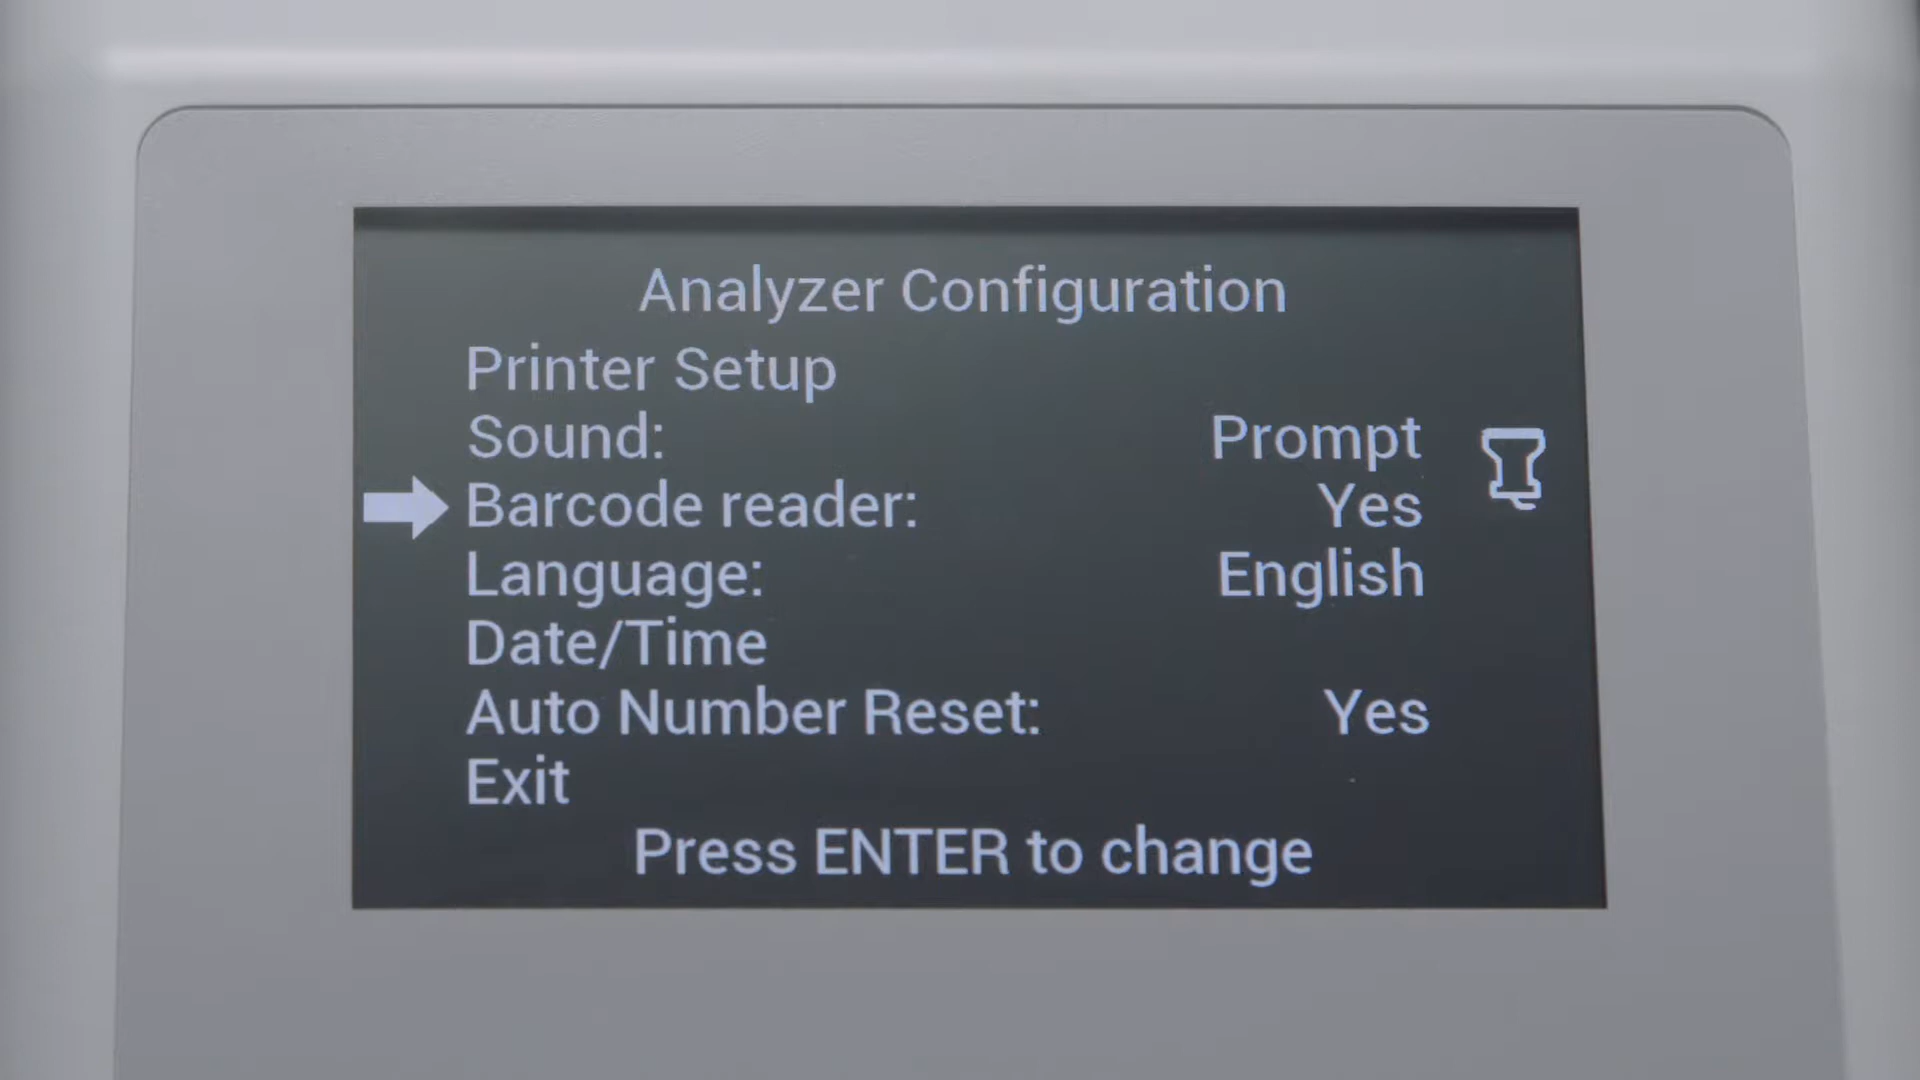 Analyzer Configuration
Printer Setup
Sound: Prompt
Barcode reader: Yes
Language: English
Date/Time
Auto Number Reset: Yes
Exit
Press ENTER to change